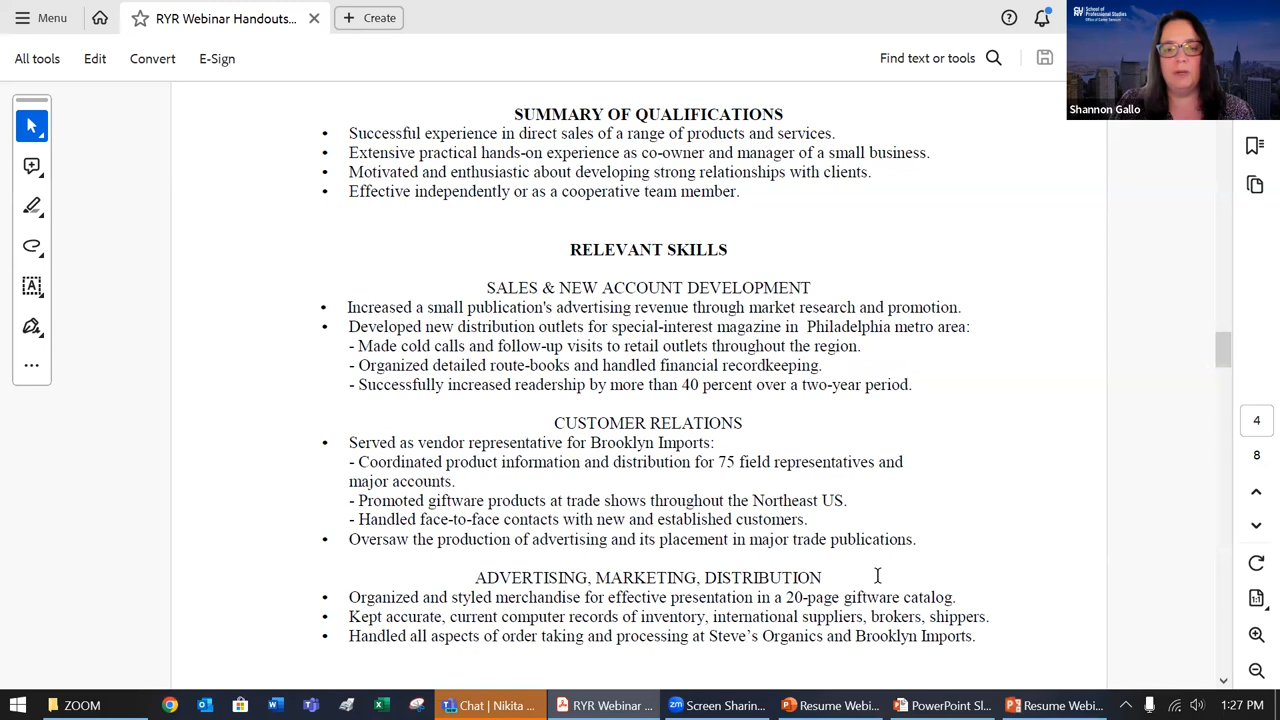 Menu
RYR Webinar Handouts...
Create
All tools
Edit
Convert
E-Sign
Find text or tools
CUNY
School of
Professional Studies
Office of Career Services
Shannon Gallo
SUMMARY OF QUALIFICATIONS
• Successful experience in direct sales of a range of products and services.
• Extensive practical hands-on experience as co-owner and manager of a small business.
• Motivated and enthusiastic about developing strong relationships with clients.
• Effective independently or as a cooperative team member.
RELEVANT SKILLS
SALES & NEW ACCOUNT DEVELOPMENT
• Increased a small publication's advertising revenue through market research and promotion.
• Developed new distribution outlets for special-interest magazine in Philadelphia metro area:
- Made cold calls and follow-up visits to retail outlets throughout the region.
- Organized detailed route-books and handled financial recordkeeping.
- Successfully increased readership by more than 40 percent over a two-year period.
CUSTOMER RELATIONS
• Served as vendor representative for Brooklyn Imports:
- Coordinated product information and distribution for 75 field representatives and
major accounts.
- Promoted giftware products at trade shows throughout the Northeast US.
- Handled face-to-face contacts with new and established customers.
• Oversaw the production of advertising and its placement in major trade publications.
ADVERTISING, MARKETING, DISTRIBUTION
• Organized and styled merchandise for effective presentation in a 20-page giftware catalog.
• Kept accurate, current computer records of inventory, international suppliers, brokers, shippers.
• Handled all aspects of order taking and processing at Steve's Organics and Brooklyn Imports.
4
8
1:1
ZOOM
Chat | Nikita ...
RYR Webinar ...
Screen Sharin...
Resume Webi...
PowerPoint Sl...
Resume Webi...
1:27 PM